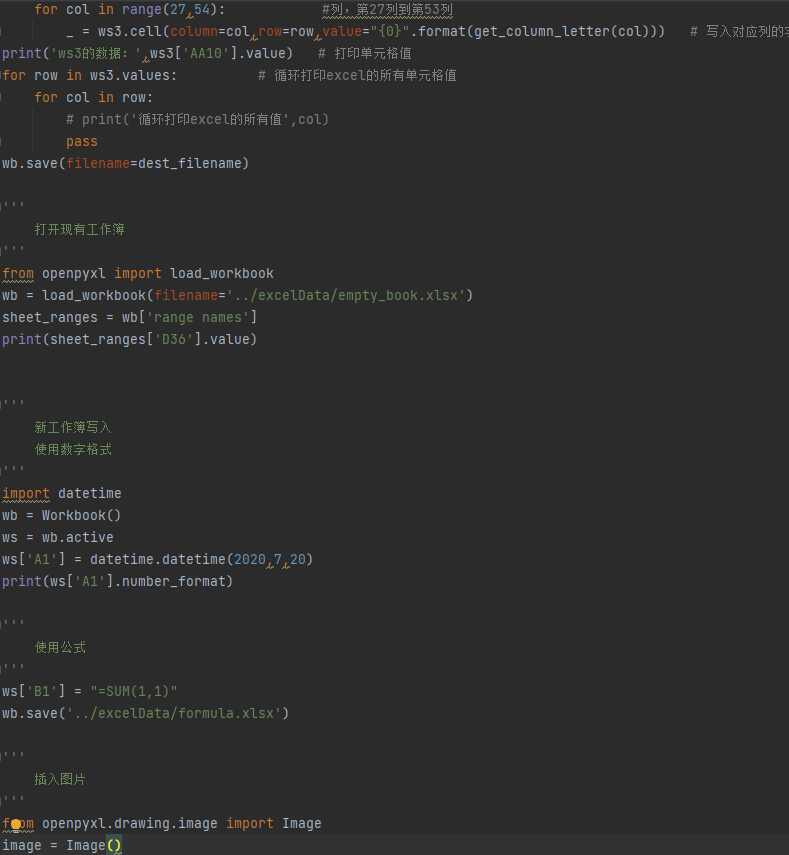 for col in range(27,54): #列，第27列到第53列
_ = ws3.cell(column=col,row=row,value="{0}".format(get_column_letter(col))) # 写入对应列的
print('ws3的数据：',ws3['AA10'].value) # 打印单元格值
for row in ws3.values: # 循环打印excel的所有单元格值
for col in row:
# print('循环打印excel的所有值',col)
pass
wb.save(filename=dest_filename)
'''
打开现有工作簿
'''
from openpyxl import load_workbook
wb = load_workbook(filename='../excelData/empty_book.xlsx')
sheet_ranges = wb['range names']
print(sheet_ranges['D36'].value)
'''
新工作簿写入
使用数字格式
'''
import datetime
wb = Workbook()
ws = wb.active
ws['A1'] = datetime.datetime(2020,7,20)
print(ws['A1'].number_format)
'''
使用公式
'''
ws['B1'] = "=SUM(1,1)"
wb.save('../excelData/formula.xlsx')
'''
插入图片
'''
from openpyxl.drawing.image import Image
image = Image()